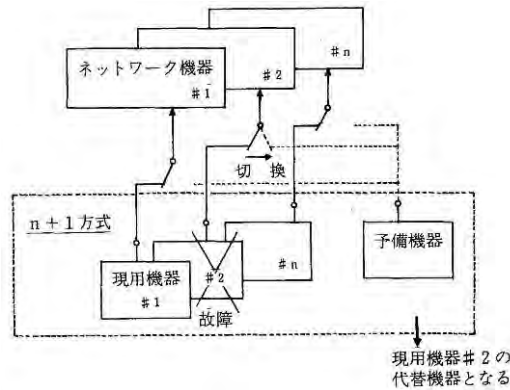 ネットワーク機器
#1
#2
#n
切 換
n+1方式
現用機器
#1
#2
#n
故障
予備機器
現用機器#2の
代替機器となる